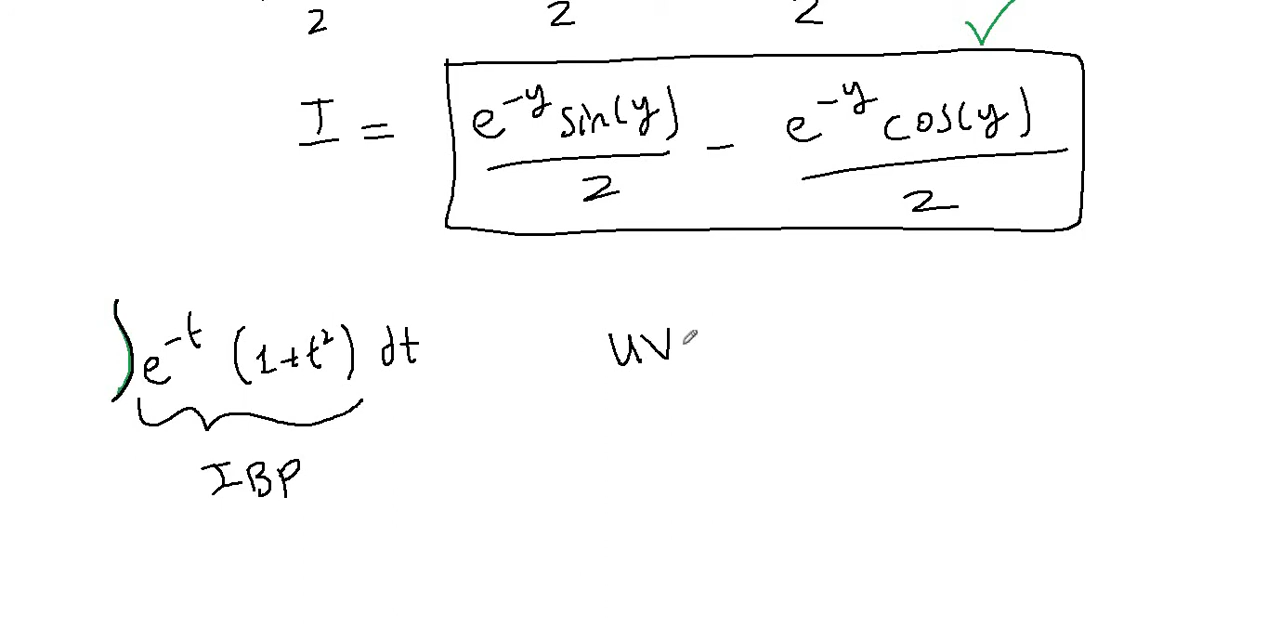 2 2 2 ✓
I = e^-y sin(y)/2 - e^-y cos(y)/2
∫e^-t (1+t²) dt uv
IBP